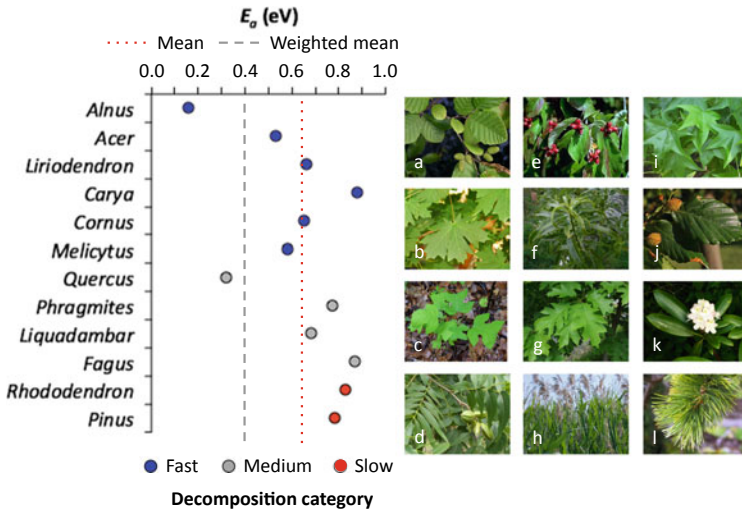 Eₐ (eV)
Mean Weighted mean
0.0 0.2 0.4 0.6 0.8 1.0
Alnus
Acer
Liriodendron
Carya
Cornus
Melicytus
Quercus
Phragmites
Liquadambar
Fagus
Rhododendron
Pinus
Fast Medium Slow
Decomposition category
a e i
b f j
c g k
d h l